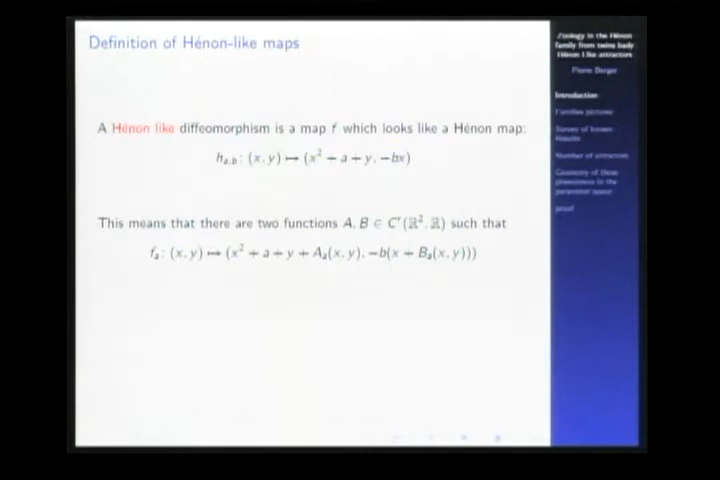 Definition of Hénon-like maps
A Hénon like diffeomorphism is a map f which looks like a Hénon map:
h_{a,b}: (x, y) ↦ (x² + a + y, −bx)
This means that there are two functions A, B ∈ C^r(ℝ², ℝ) such that
f_a: (x, y) ↦ (x² + a + y + A_a(x, y), −b(x + B_a(x, y)))
Zoology in the Hénon
family from twins baby
Hénon like attractors
Pierre Berger
Introduction
Families pictures
Survey of known
results
Number of attractors
Geometry of these
phenomena in the
parameter space
proof